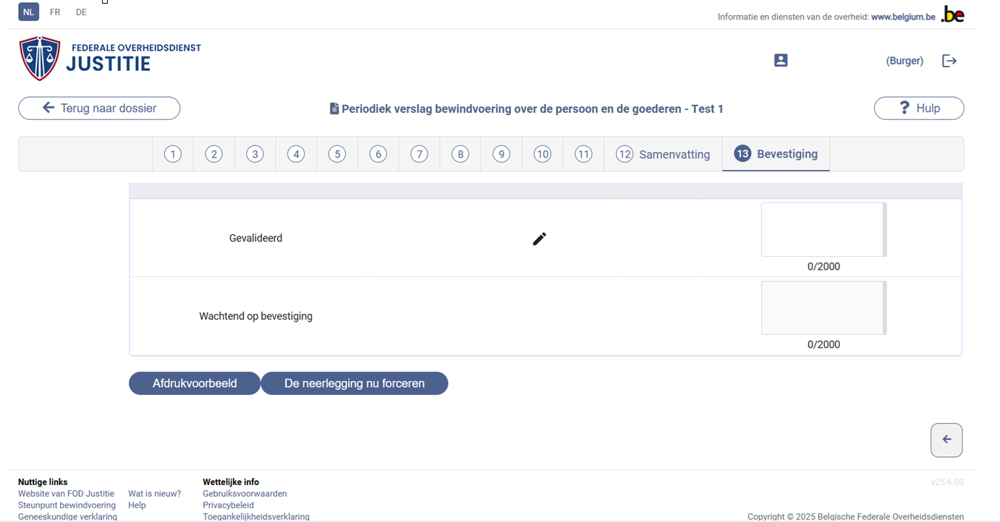 NL FR DE
Informatie en diensten van de overheid: www.belgium.be .be
FEDERALE OVERHEIDSDIENST
JUSTITIE
(Burger)
Terug naar dossier
Periodiek verslag bewindvoering over de persoon en de goederen - Test 1
? Hulp
1 2 3 4 5 6 7 8 9 10 11 12 Samenvatting 13 Bevestiging
Gevalideerd
0/2000
Wachtend op bevestiging
0/2000
Afdrukvoorbeeld De neerlegging nu forceren
Nuttige links
Website van FOD Justitie
Steunpunt bewindvoering
Geneeskundige verklaring
Wat is nieuw?
Help
Wettelijke info
Gebruiksvoorwaarden
Privacybeleid
Toegankelijkheidsverklaring
v25.6.00
Copyright © 2025 Belgische Federale Overheidsdiensten